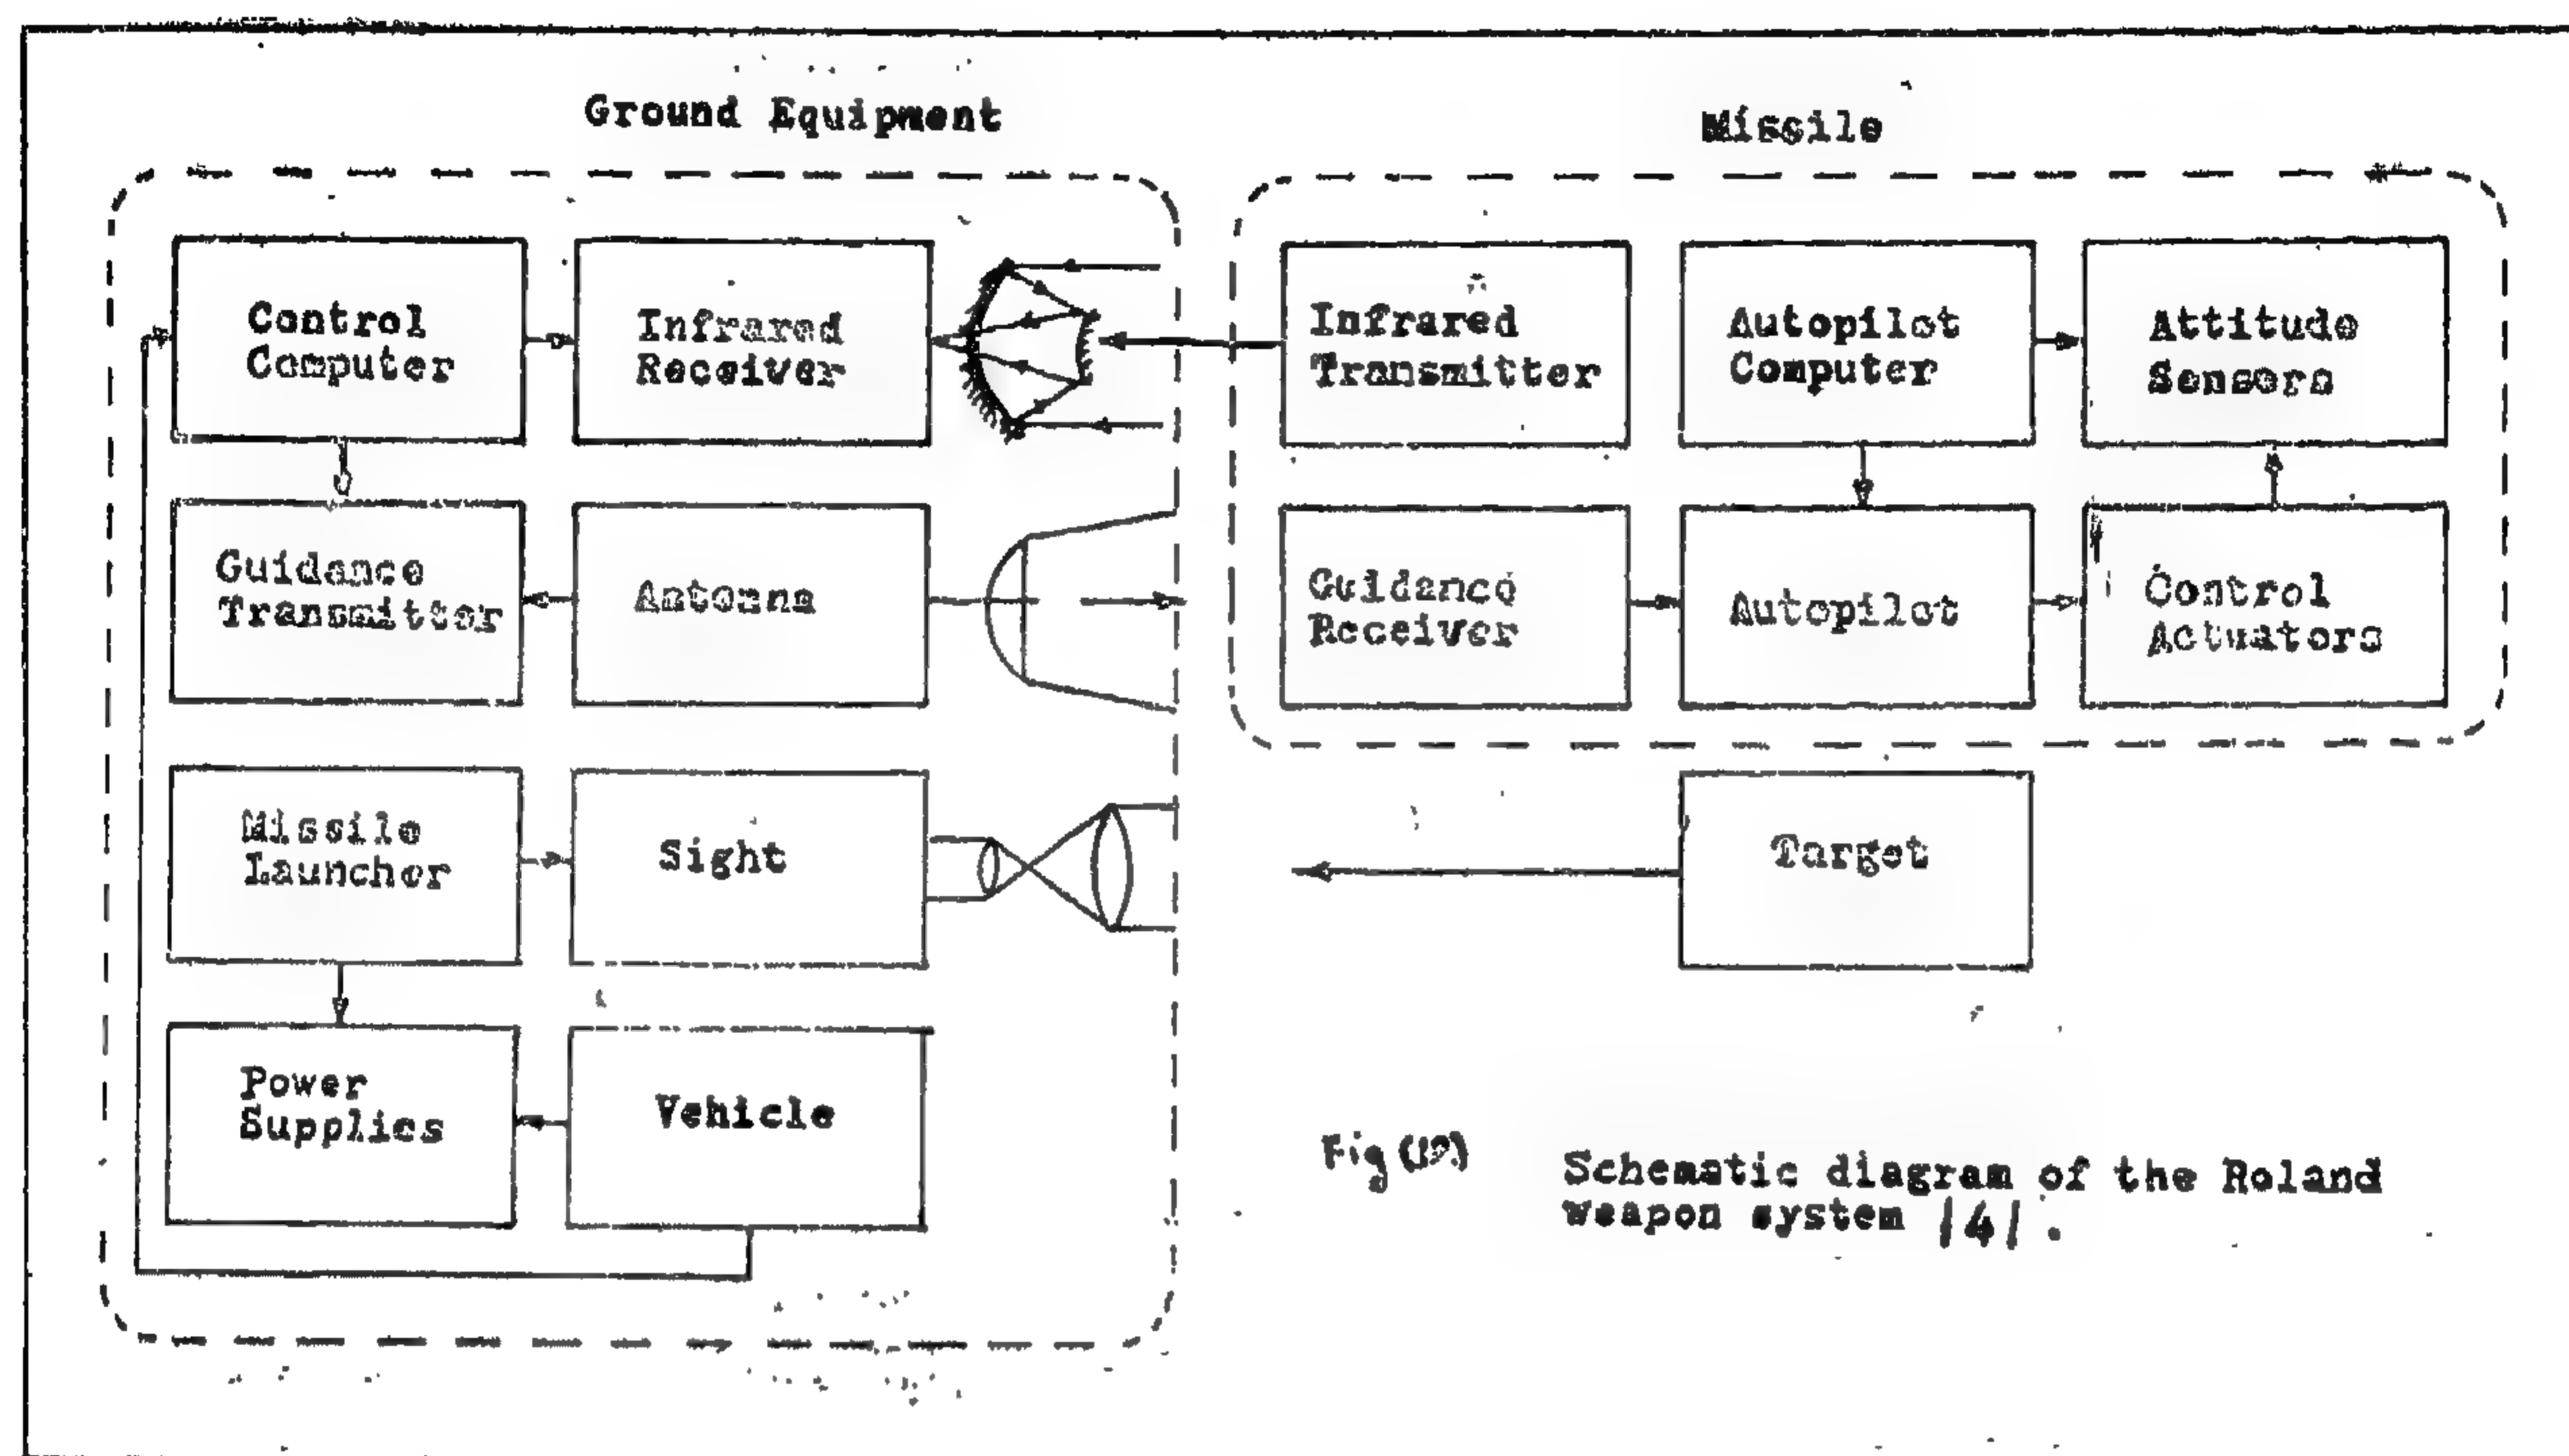 Ground Equipment
Missile
Control
Computer
Infrared
Receiver
Infrared
Transmitter
Autopilot
Computer
Attitude
Sensors
Guidance
Transmitter
Antenna
Guidance
Receiver
Autopilot
Control
Actuators
Missile
Launcher
Sight
Target
Power
Supplies
Vehicle
Fig
Schematic diagram of the Roland
weapon system /4/.